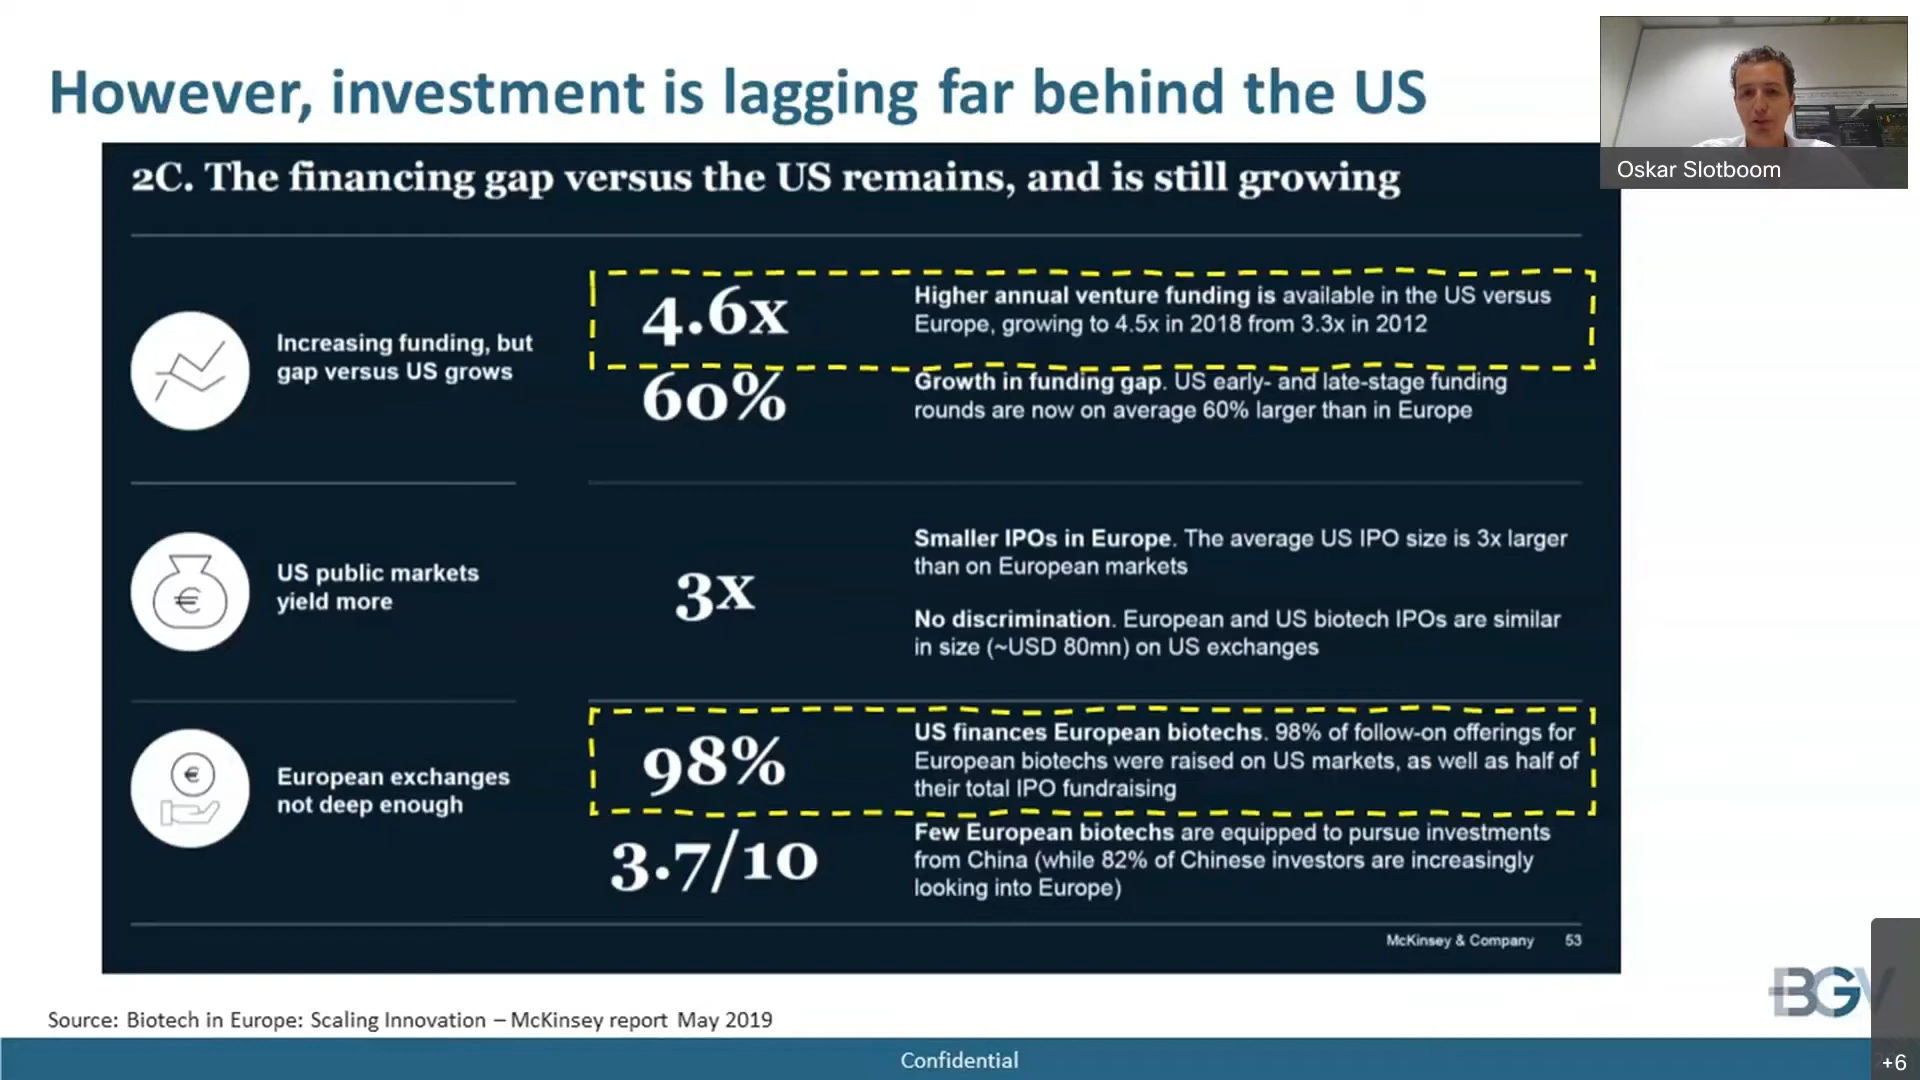 However, investment is lagging far behind the US
Oskar Slotboom
2C. The financing gap versus the US remains, and is still growing
Increasing funding, but
gap versus US grows
4.6x
Higher annual venture funding is available in the US versus
Europe, growing to 4.5x in 2018 from 3.3x in 2012
60%
Growth in funding gap. US early- and late-stage funding
rounds are now on average 60% larger than in Europe
US public markets
yield more
3x
Smaller IPOs in Europe. The average US IPO size is 3x larger
than on European markets
No discrimination. European and US biotech IPOs are similar
in size (~USD 80mn) on US exchanges
European exchanges
not deep enough
98%
US finances European biotechs. 98% of follow-on offerings for
European biotechs were raised on US markets, as well as half of
their total IPO fundraising
3.7/10
Few European biotechs are equipped to pursue investments
from China (while 82% of Chinese investors are increasingly
looking into Europe)
McKinsey & Company 53
BGV
Source: Biotech in Europe: Scaling Innovation – McKinsey report May 2019
Confidential
+6